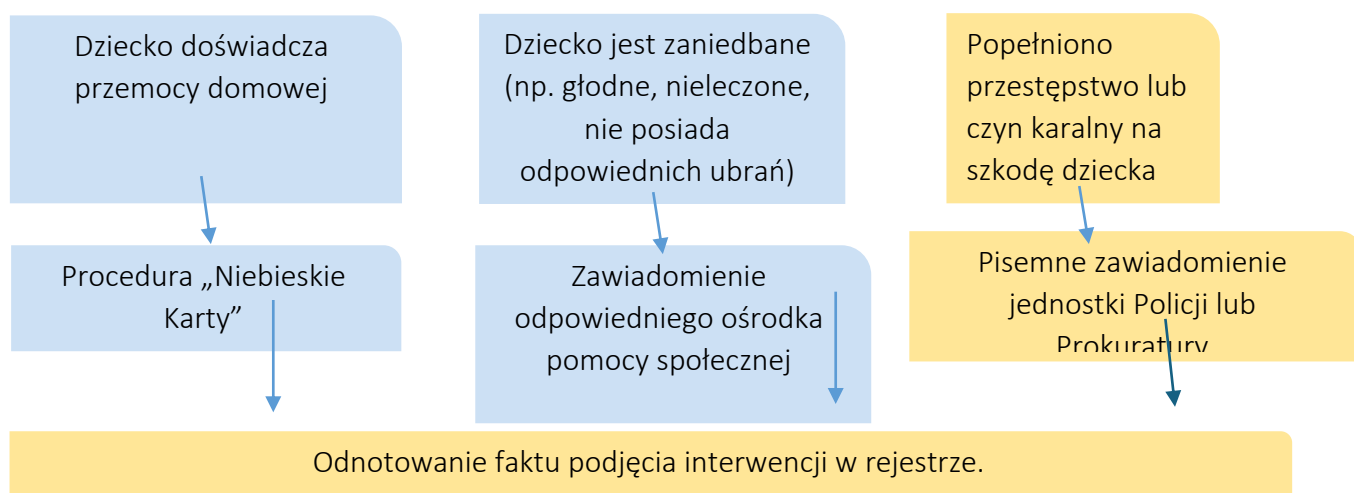 Dziecko doświadcza
przemocy domowej
Dziecko jest zaniedbane
(np. głodne, nieleczone,
nie posiada
odpowiednich ubrań)
Popełniono
przestępstwo lub
czyn karalny na
szkodę dziecka
Procedura „Niebieskie
Karty”
Zawiadomienie
odpowiedniego ośrodka
pomocy społecznej
Pisemne zawiadomienie
jednostki Policji lub
Prokuratury
Odnotowanie faktu podjęcia interwencji w rejestrze.